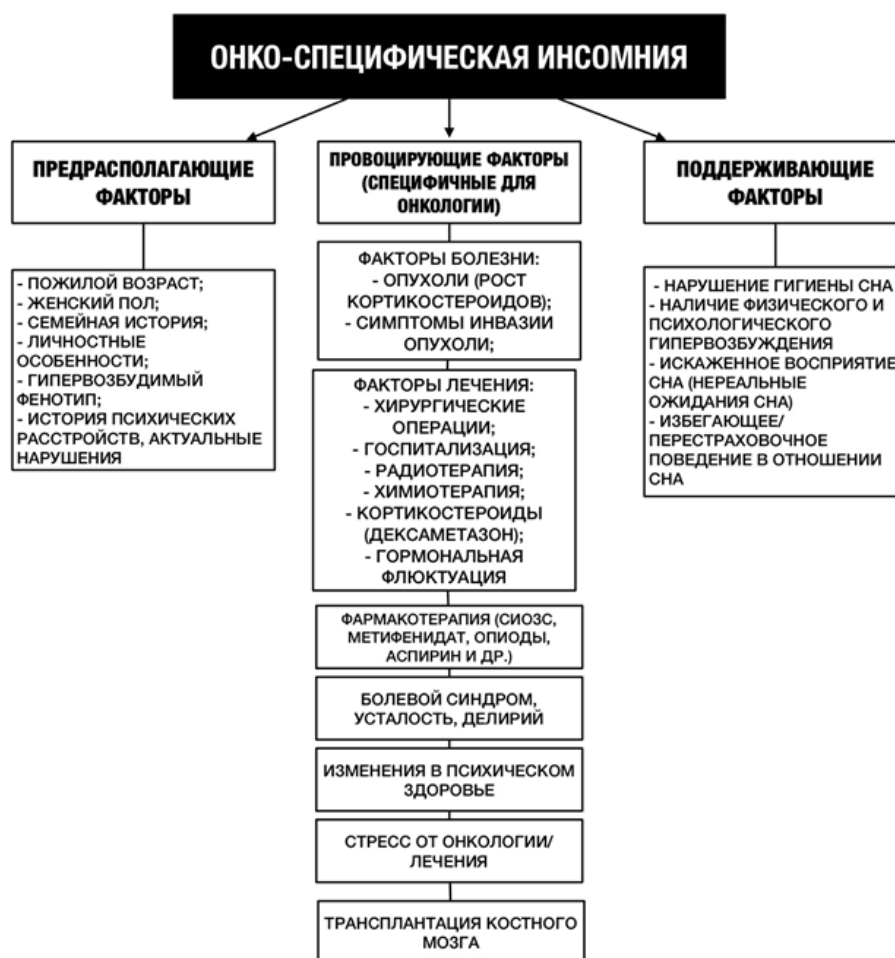 ОНКО-СПЕЦИФИЧЕСКАЯ ИНСОМНИЯ
ПРЕДРАСПОЛАГАЮЩИЕ
ФАКТОРЫ
- ПОЖИЛОЙ ВОЗРАСТ;
- ЖЕНСКИЙ ПОЛ;
- СЕМЕЙНАЯ ИСТОРИЯ;
- ЛИЧНОСТНЫЕ
ОСОБЕННОСТИ;
- ГИПЕРВОЗБУДИМЫЙ
ФЕНОТИП;
- ИСТОРИЯ ПСИХИЧЕСКИХ
РАССТРОЙСТВ, АКТУАЛЬНЫЕ
НАРУШЕНИЯ
ПРОВОЦИРУЮЩИЕ ФАКТОРЫ
(СПЕЦИФИЧНЫЕ ДЛЯ
ОНКОЛОГИИ)
ФАКТОРЫ БОЛЕЗНИ:
- ОПУХОЛИ (РОСТ
КОРТИКОСТЕРОИДОВ);
- СИМПТОМЫ ИНВАЗИИ
ОПУХОЛИ;
ФАКТОРЫ ЛЕЧЕНИЯ:
- ХИРУРГИЧЕСКИЕ
ОПЕРАЦИИ;
- ГОСПИТАЛИЗАЦИЯ;
- РАДИОТЕРАПИЯ;
- ХИМИОТЕРАПИЯ;
- КОРТИКОСТЕРОИДЫ
(ДЕКСАМЕТАЗОН);
- ГОРМОНАЛЬНАЯ
ФЛЮКТУАЦИЯ
ФАРМАКОТЕРАПИЯ (СИОЗС,
МЕТИФЕНИДАТ, ОПИОДЫ,
АСПИРИН И ДР.)
БОЛЕВОЙ СИНДРОМ,
УСТАЛОСТЬ, ДЕЛИРИЙ
ИЗМЕНЕНИЯ В ПСИХИЧЕСКОМ
ЗДОРОВЬЕ
СТРЕСС ОТ ОНКОЛОГИИ/
ЛЕЧЕНИЯ
ТРАНСПЛАНТАЦИЯ КОСТНОГО
МОЗГА
ПОДДЕРЖИВАЮЩИЕ
ФАКТОРЫ
- НАРУШЕНИЕ ГИГИЕНЫ СНА
- НАЛИЧИЕ ФИЗИЧЕСКОГО И
ПСИХОЛОГИЧЕСКОГО
ГИПЕРВОЗБУЖДЕНИЯ
- ИСКАЖЕННОЕ ВОСПРИЯТИЕ
СНА (НЕРЕАЛЬНЫЕ
ОЖИДАНИЯ СНА)
- ИЗБЕГАЮЩЕЕ/
ПЕРЕСТРАХОВОЧНОЕ
ПОВЕДЕНИЕ В ОТНОШЕНИИ
СНА